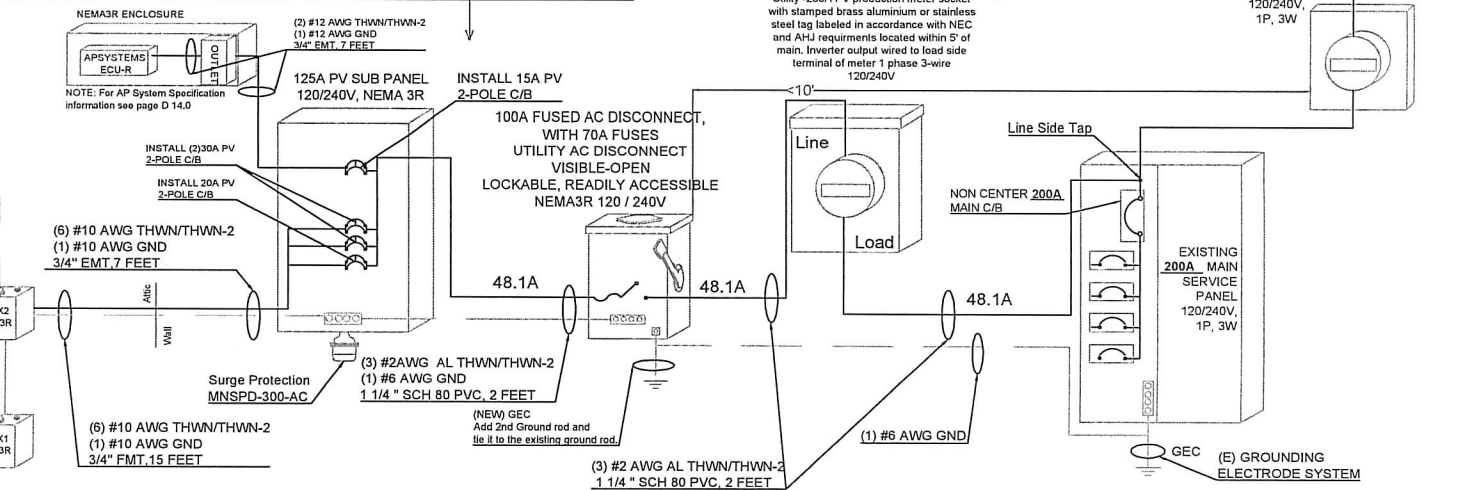 NEMA3R ENCLOSURE
APSYSTEMS
ECU-R
OUTLET
NOTE: For AP System Specification
information see page D 14.0
(2) #12 AWG THWN/THWN-2
(1) #12 AWG GND
3/4" EMT, 7 FEET
125A PV SUB PANEL
120/240V, NEMA 3R
INSTALL 15A PV
2-POLE C/B
INSTALL (2)30A PV
2-POLE C/B
INSTALL 20A PV
2-POLE C/B
(6) #10 AWG THWN/THWN-2
(1) #10 AWG GND
3/4" EMT,7 FEET
X2
3R
Attic
Wall
X1
3R
(6) #10 AWG THWN/THWN-2
(1) #10 AWG GND
3/4" FMT,15 FEET
Surge Protection
MNSPD-300-AC
100A FUSED AC DISCONNECT,
WITH 70A FUSES
UTILITY AC DISCONNECT
VISIBLE-OPEN
LOCKABLE, READILY ACCESSIBLE
NEMA3R 120 / 240V
48.1A
48.1A
48.1A
(3) #2AWG AL THWN/THWN-2
(1) #6 AWG GND
1 1/4 " SCH 80 PVC, 2 FEET
(NEW) GEC
Add 2nd Ground rod and
tie it to the existing ground rod.
with stamped brass aluminium or stainless
steel tag labeled in accordance with NEC
and AHJ requirments located within 5' of
main. Inverter output wired to load side
terminal of meter 1 phase 3-wire
120/240V
<10'
Line
Load
(3) #2 AWG AL THWN/THWN-2
1 1/4 " SCH 80 PVC, 2 FEET
(1) #6 AWG GND
120/240V,
1P, 3W
Line Side Tap
NON CENTER 200A
MAIN C/B
EXISTING
200A MAIN
SERVICE
PANEL
120/240V,
1P, 3W
GEC
(E) GROUNDING
ELECTRODE SYSTEM